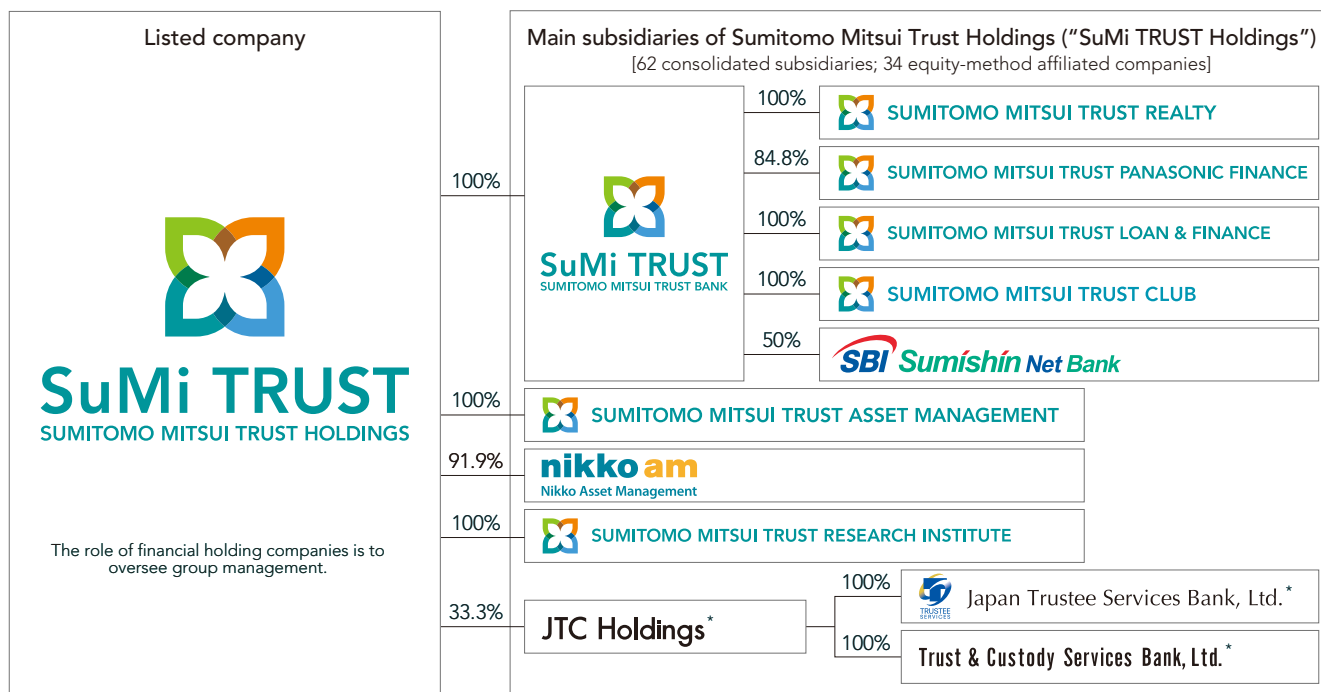 Listed company
SuMi TRUST
SUMITOMO MITSUI TRUST HOLDINGS
The role of financial holding companies is to
oversee group management.
Main subsidiaries of Sumitomo Mitsui Trust Holdings (“SuMi TRUST Holdings”)
[62 consolidated subsidiaries; 34 equity-method affiliated companies]
100%
SuMi TRUST
SUMITOMO MITSUI TRUST BANK
100%
SUMITOMO MITSUI TRUST REALTY
84.8%
SUMITOMO MITSUI TRUST PANASONIC FINANCE
100%
SUMITOMO MITSUI TRUST LOAN & FINANCE
100%
SUMITOMO MITSUI TRUST CLUB
50%
SBI Sumishin Net Bank
100%
SUMITOMO MITSUI TRUST ASSET MANAGEMENT
91.9%
nikko am
Nikko Asset Management
100%
SUMITOMO MITSUI TRUST RESEARCH INSTITUTE
33.3%
JTC Holdings*
100%
TRUSTEE
SERVICES
Japan Trustee Services Bank, Ltd.*
100%
Trust & Custody Services Bank, Ltd.*